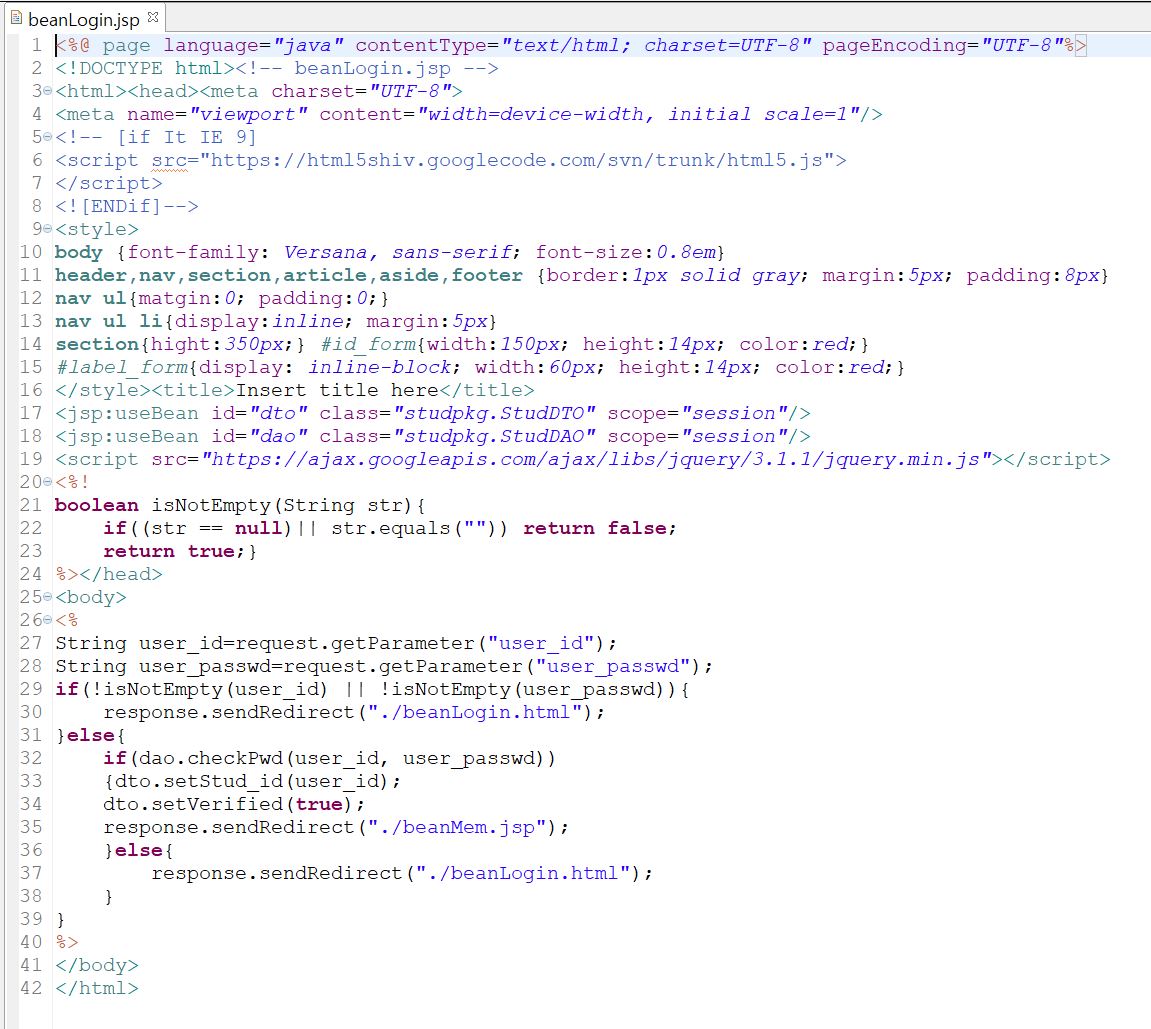 beanLogin.jsp
1 <%@ page language="java" contentType="text/html; charset=UTF-8" pageEncoding="UTF-8"%>
2 <!DOCTYPE html><!-- beanLogin.jsp -->
3 <html><head><meta charset="UTF-8">
4 <meta name="viewport" content="width=device-width, initial scale=1"/>
5 <!-- [if It IE 9]
6 <script src="https://html5shiv.googlecode.com/svn/trunk/html5.js">
7 </script>
8 <![ENDif]-->
9 <style>
10 body {font-family: Versana, sans-serif; font-size:0.8em}
11 header,nav,section,article,aside,footer {border:1px solid gray; margin:5px; padding:8px}
12 nav ul{matgin:0; padding:0;}
13 nav ul li{display:inline; margin:5px}
14 section{hight:350px;} #id_form{width:150px; height:14px; color:red;}
15 #label_form{display: inline-block; width:60px; height:14px; color:red;}
16 </style><title>Insert title here</title>
17 <jsp:useBean id="dto" class="studpkg.StudDTO" scope="session"/>
18 <jsp:useBean id="dao" class="studpkg.StudDAO" scope="session"/>
19 <script src="https://ajax.googleapis.com/ajax/libs/jquery/3.1.1/jquery.min.js"></script>
20 <%!
21 boolean isNotEmpty(String str){
22     if((str == null)|| str.equals("")) return false;
23     return true;}
24 %></head>
25 <body>
26 <%
27 String user_id=request.getParameter("user_id");
28 String user_passwd=request.getParameter("user_passwd");
29 if(!isNotEmpty(user_id) || !isNotEmpty(user_passwd)){
30     response.sendRedirect("./beanLogin.html");
31 }else{
32     if(dao.checkPwd(user_id, user_passwd))
33     {dto.setStud_id(user_id);
34     dto.setVerified(true);
35     response.sendRedirect("./beanMem.jsp");
36     }else{
37         response.sendRedirect("./beanLogin.html");
38     }
39 }
40 %>
41 </body>
42 </html>